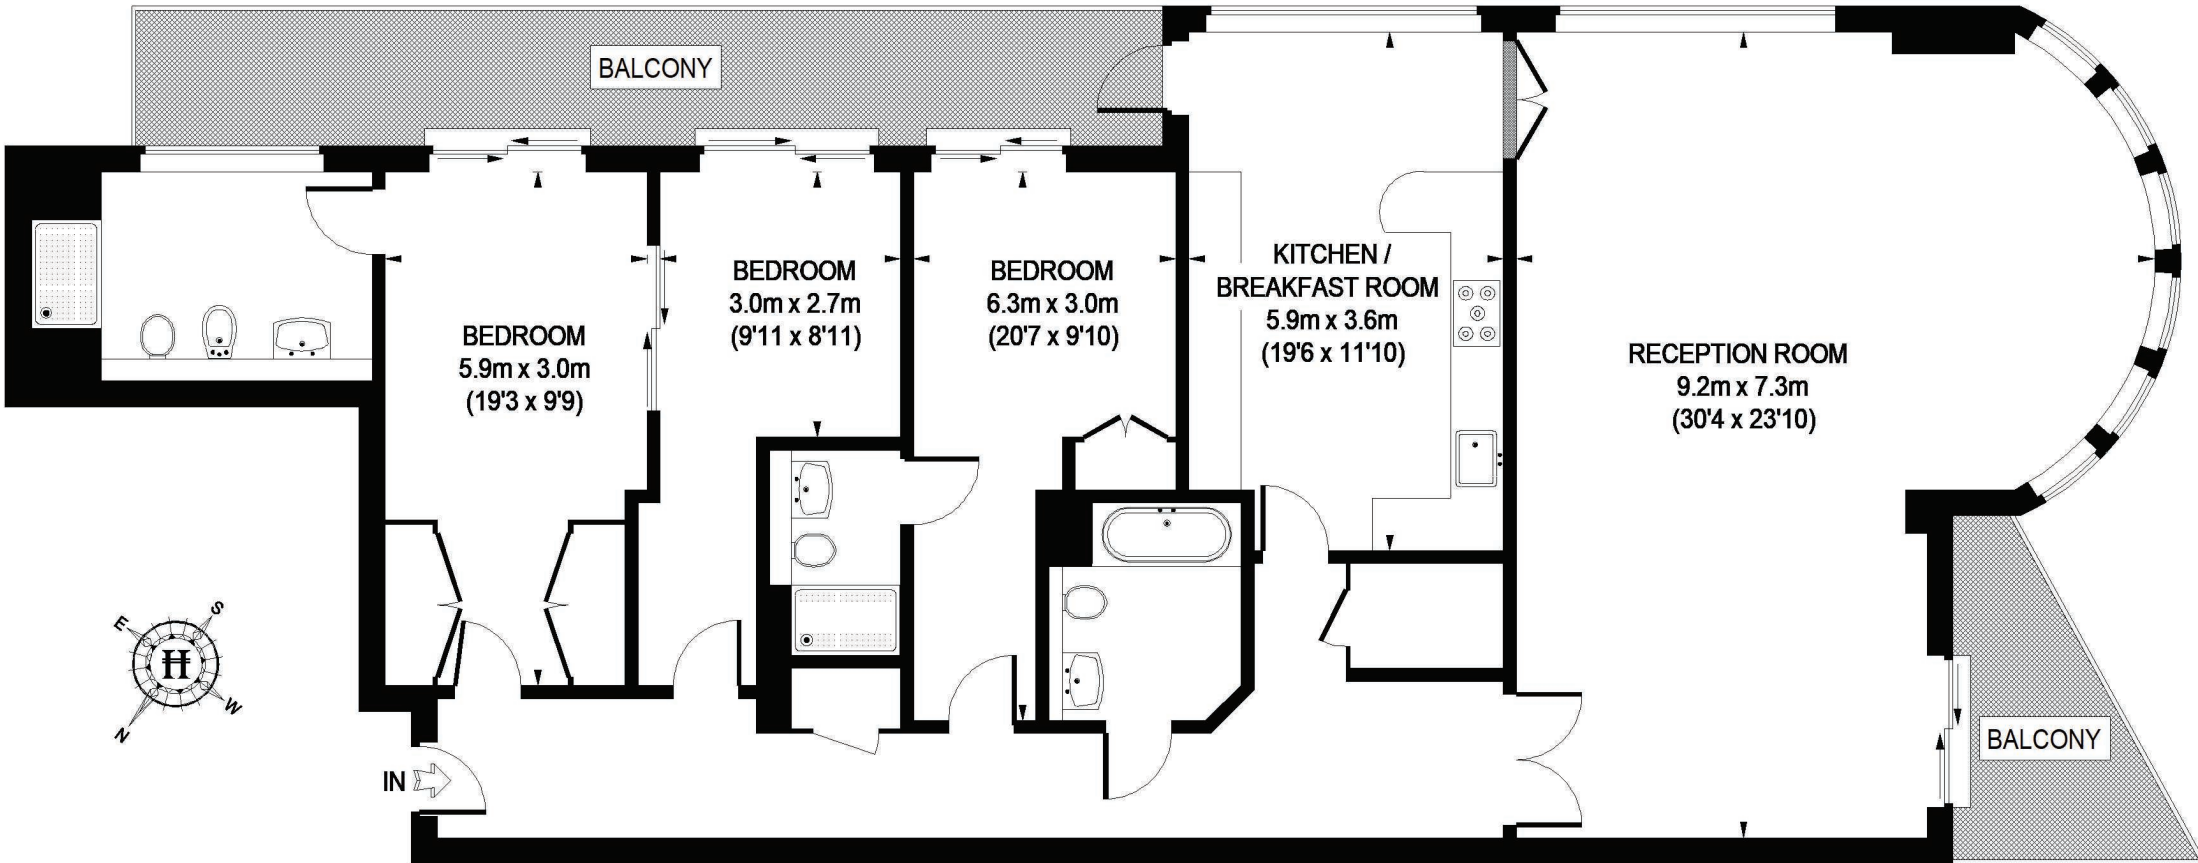 BALCONY
BEDROOM
5.9m x 3.0m
(19'3 x 9'9)
BEDROOM
3.0m x 2.7m
(9'11 x 8'11)
BEDROOM
6.3m x 3.0m
(20'7 x 9'10)
KITCHEN /
BREAKFAST ROOM
5.9m x 3.6m
(19'6 x 11'10)
RECEPTION ROOM
9.2m x 7.3m
(30'4 x 23'10)
E
S
H
W
N
IN
BALCONY